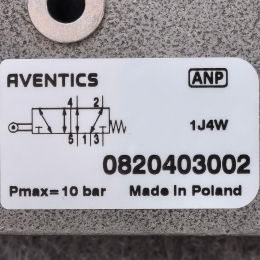 AVENTICS ANP
4 2
1J4W
5 1 3
0820403002
Pmax=10 bar Made in Poland